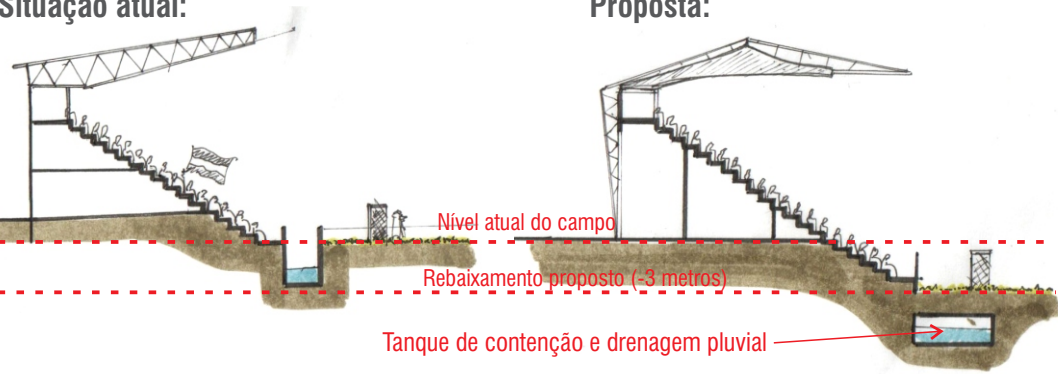 Situação atual:
Proposta:
Nível atual do campo
Rebaixamento proposto (-3 metros)
Tanque de contenção e drenagem pluvial